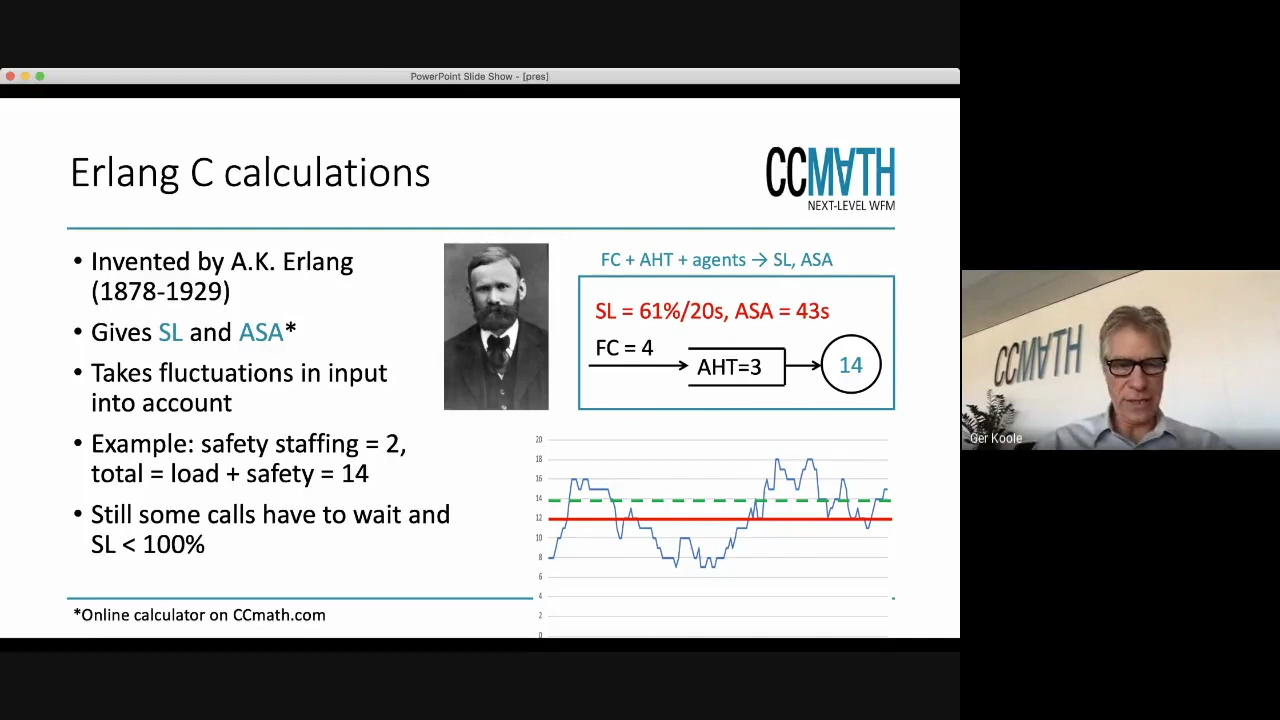 PowerPoint Slide Show - [pres]
Erlang C calculations
CCMATH
NEXT-LEVEL WFM
• Invented by A.K. Erlang
(1878-1929)
• Gives SL and ASA*
• Takes fluctuations in input
into account
• Example: safety staffing = 2,
total = load + safety = 14
• Still some calls have to wait and
SL < 100%
*Online calculator on CCmath.com
FC + AHT + agents → SL, ASA
SL = 61%/20s, ASA = 43s
FC = 4
AHT=3
14
20
18
16
14
12
10
8
6
4
2
0
CCMATH
Ger Koole